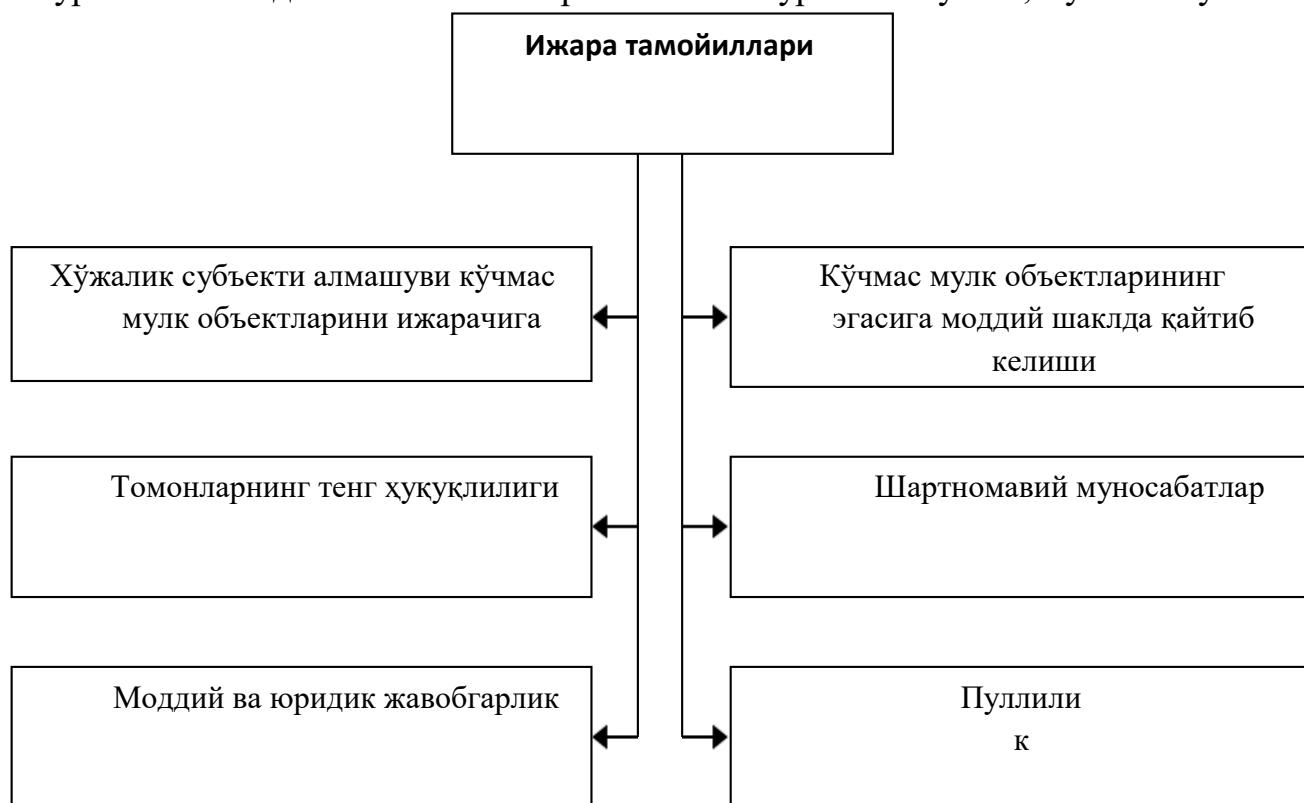 Ижара тамойиллари
Хўжалик субъекти алмашуви кўчмас
мулк объектларини ижарачига
Кўчмас мулк объектларининг
эгасига моддий шаклда қайтиб
келиши
Томонларнинг тенг ҳуқуқлилиги
Шартномавий муносабатлар
Моддий ва юридик жавобгарлик
Пуллили
к